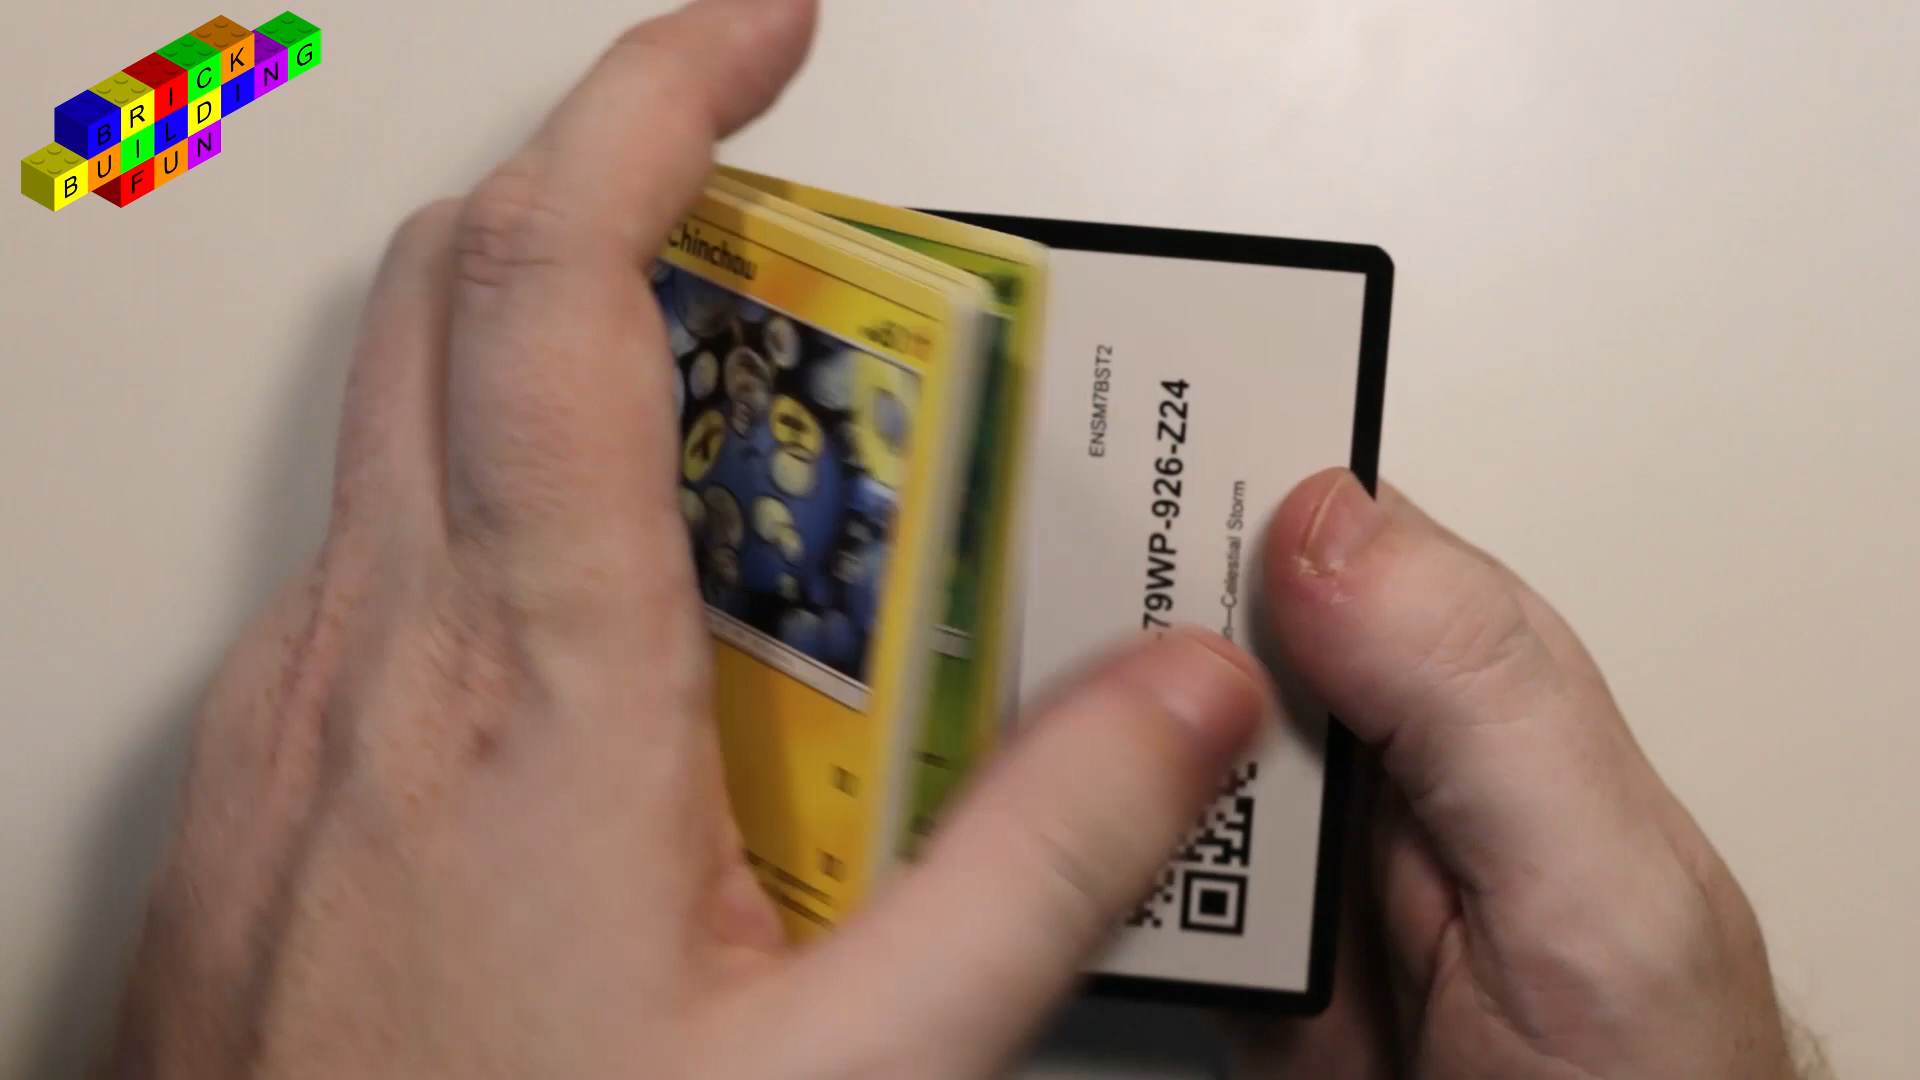 BRICK
BUILDING
FUN
Chinchou
ENSM7BST2
-79WP-926-Z24
—Celestial Storm